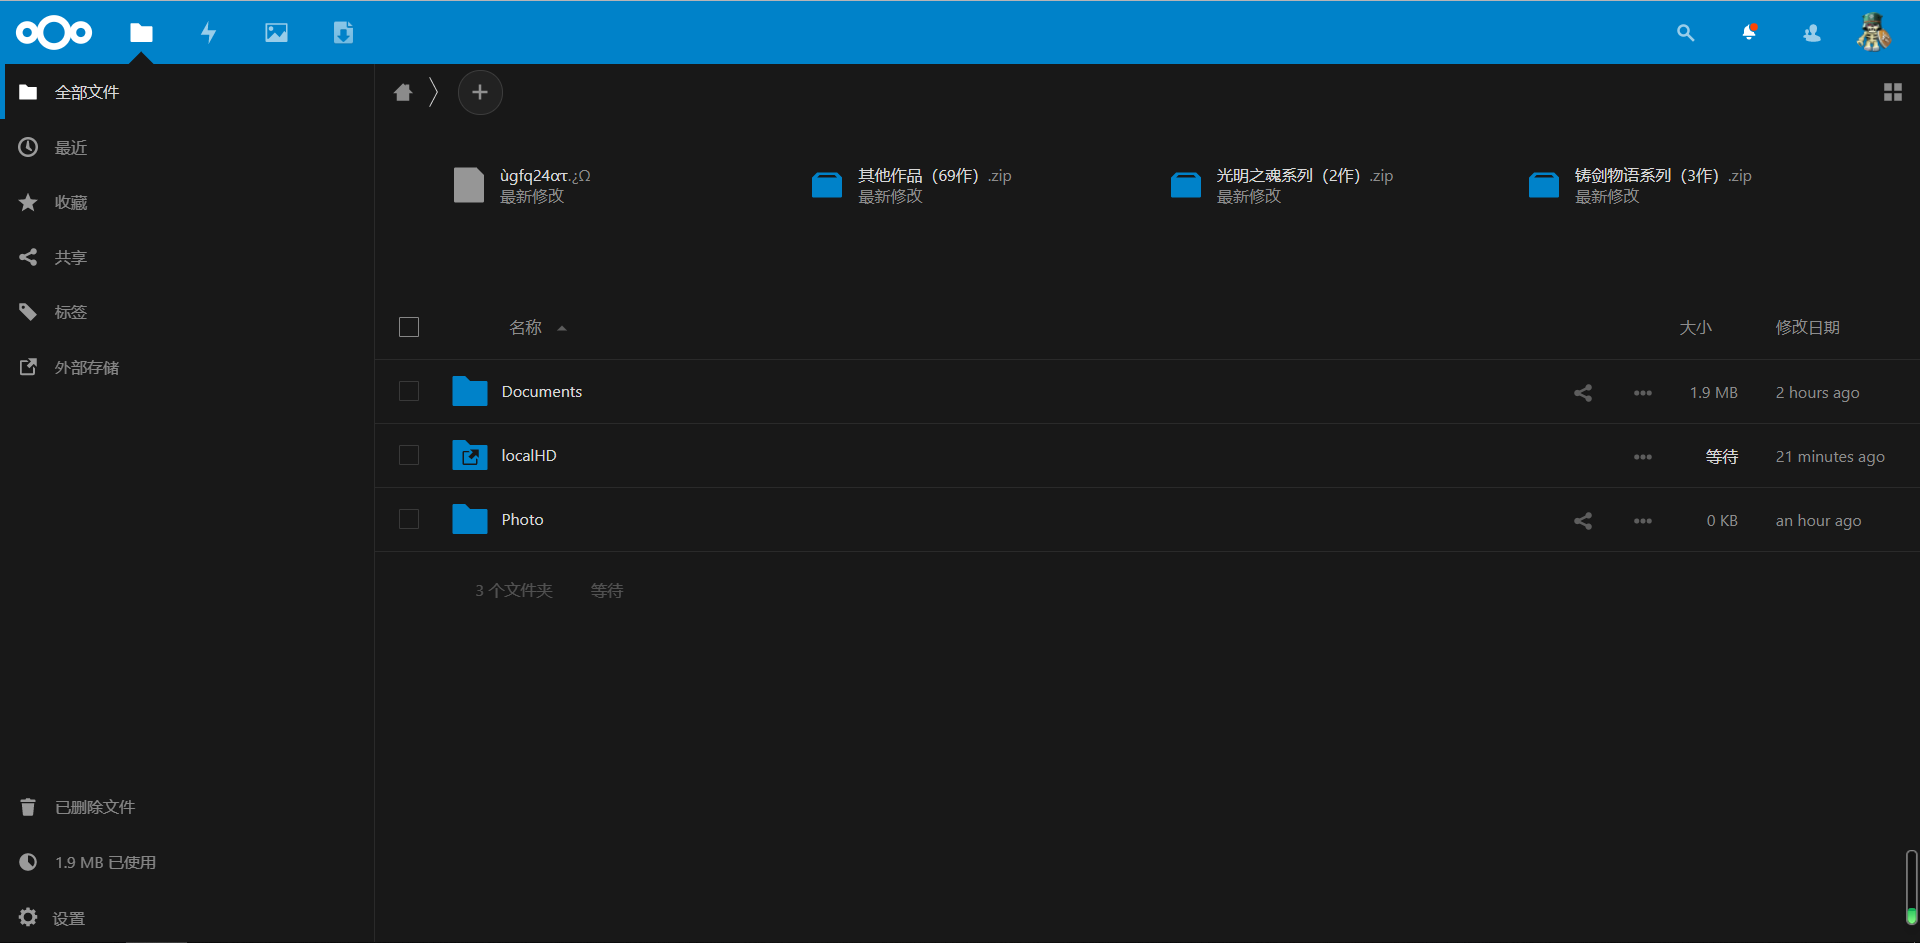 全部文件
最近
收藏
共享
标签
外部存储
已删除文件
1.9 MB 已使用
设置
ùgfq24ατ.¿Ω
最新修改
其他作品（69作）.zip
最新修改
光明之魂系列（2作）.zip
最新修改
铸剑物语系列（3作）.zip
最新修改
名称 大小 修改日期
Documents 1.9 MB 2 hours ago
localHD 等待 21 minutes ago
Photo 0 KB an hour ago
3 个文件夹 等待